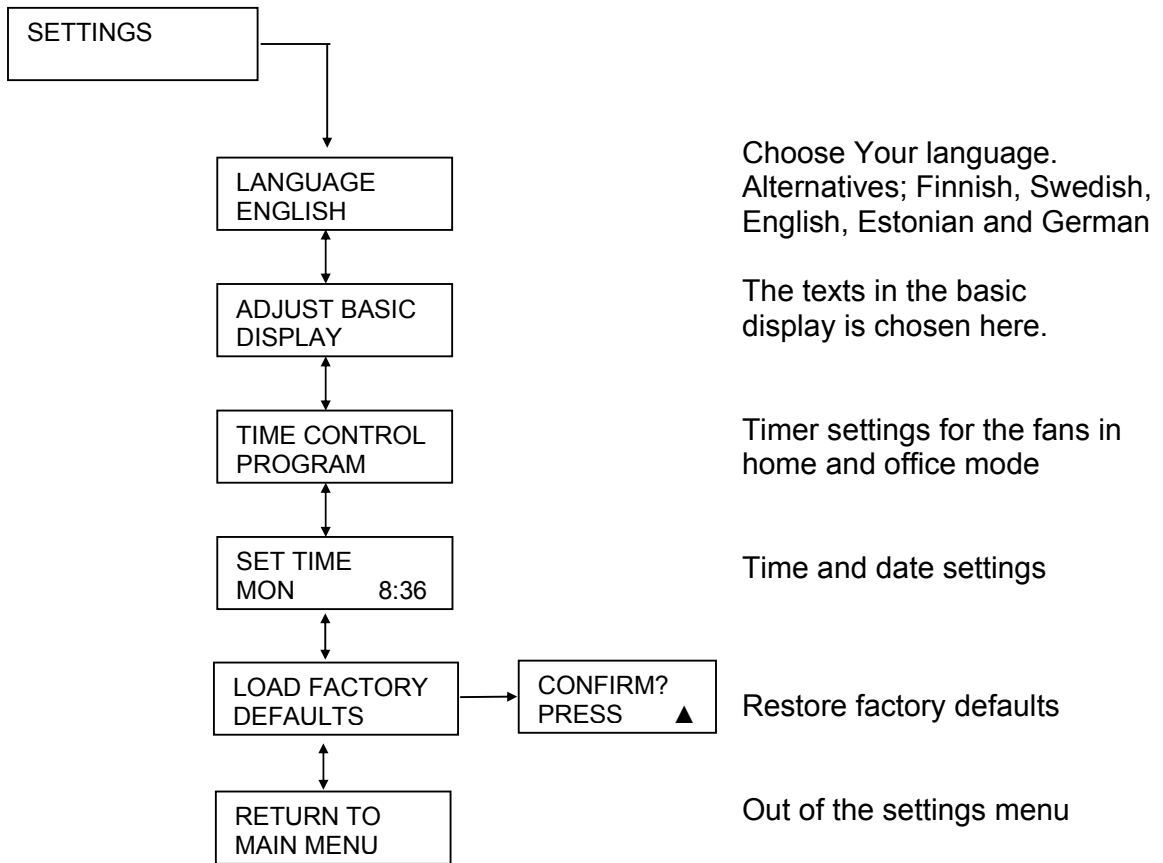 SETTINGS
LANGUAGE
ENGLISH
Choose Your language.
Alternatives; Finnish, Swedish,
English, Estonian and German
ADJUST BASIC
DISPLAY
The texts in the basic
display is chosen here.
TIME CONTROL
PROGRAM
Timer settings for the fans in
home and office mode
SET TIME
MON 8:36
Time and date settings
LOAD FACTORY
DEFAULTS
CONFIRM?
PRESS ▲
Restore factory defaults
RETURN TO
MAIN MENU
Out of the settings menu